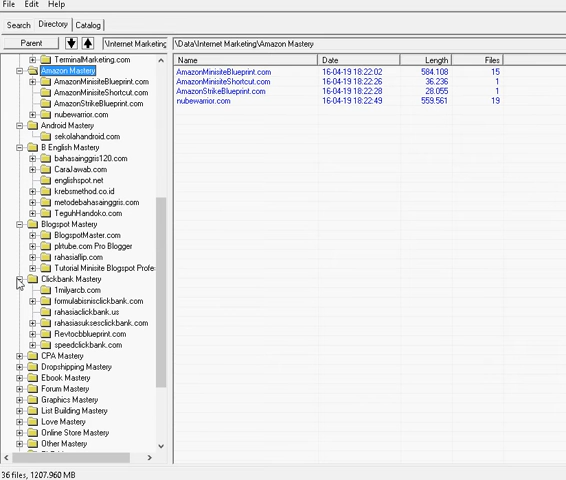 File Edit Help
Search Directory Catalog
Parent \Internet Marketing \Data\Internet Marketing\Amazon Mastery
Name Date Length Files
AmazonMinisiteBlueprint.com 16-04-19 18:22:02 584.108 15
AmazonMinisiteShortcut.com 16-04-19 18:22:26 36.236 1
AmazonStrikeBlueprint.com 16-04-19 18:22:28 28.055 1
nubewarrior.com 16-04-19 18:22:49 559.561 19
TerminalMarketing.com
Amazon Mastery
AmazonMinisiteBlueprint.com
AmazonMinisiteShortcut.com
AmazonStrikeBlueprint.com
nubewarrior.com
Android Mastery
sekolahandroid.com
B English Mastery
bahasainggris120.com
CaraJawab.com
englishspot.net
krebsmethod.co.id
metodebahasainggris.com
TeguhHandoko.com
Blogspot Mastery
BlogspotMaster.com
plrtube.com Pro Blogger
rahasiaflip.com
Tutorial Minisite Blogspot Profe
Clickbank Mastery
1milyarcb.com
formulabisnisclickbank.com
rahasiaclickbank.us
rahasiasuksesclickbank.com
Revtocbblueprint.com
speedclickbank.com
CPA Mastery
Dropshipping Mastery
Ebook Mastery
Forum Mastery
Graphics Mastery
List Building Mastery
Love Mastery
Online Store Mastery
Other Mastery
36 files, 1207.960 MB